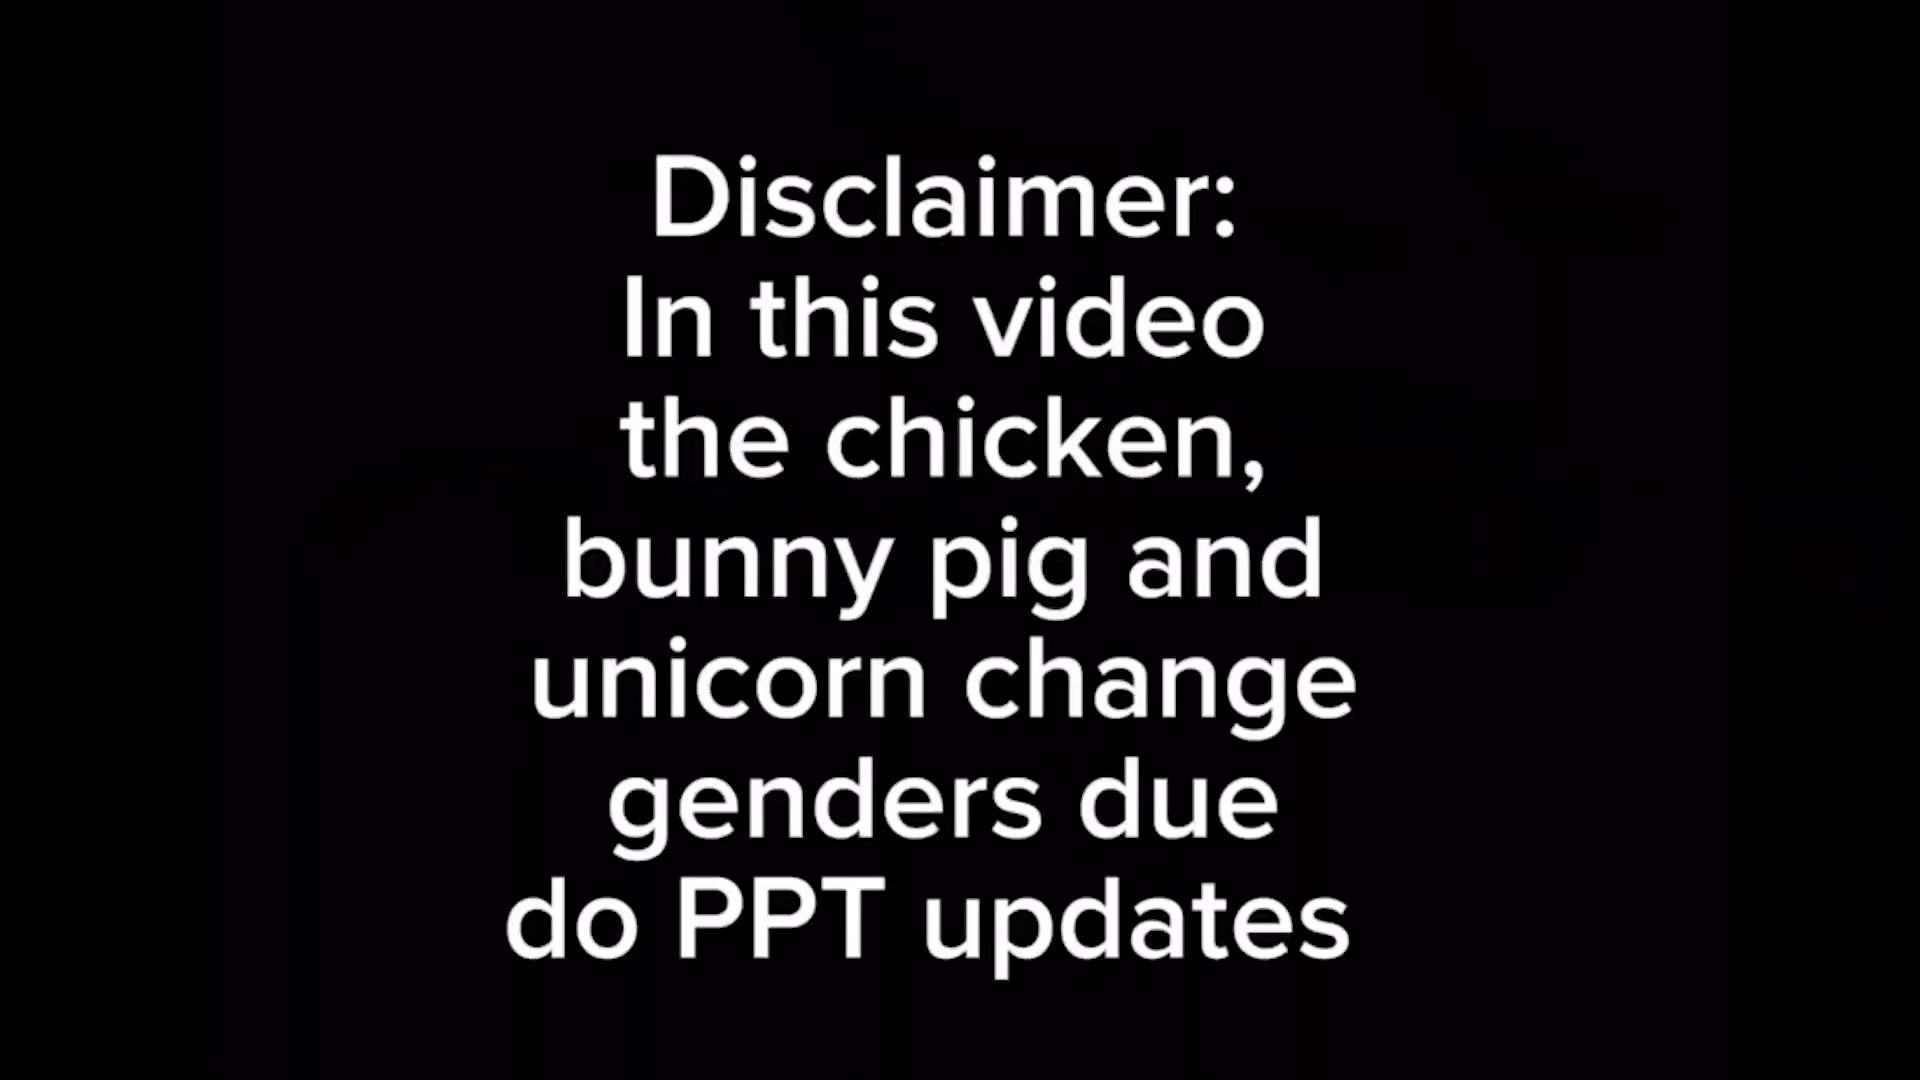 Disclaimer:
In this video
the chicken,
bunny pig and
unicorn change
genders due
do PPT updates